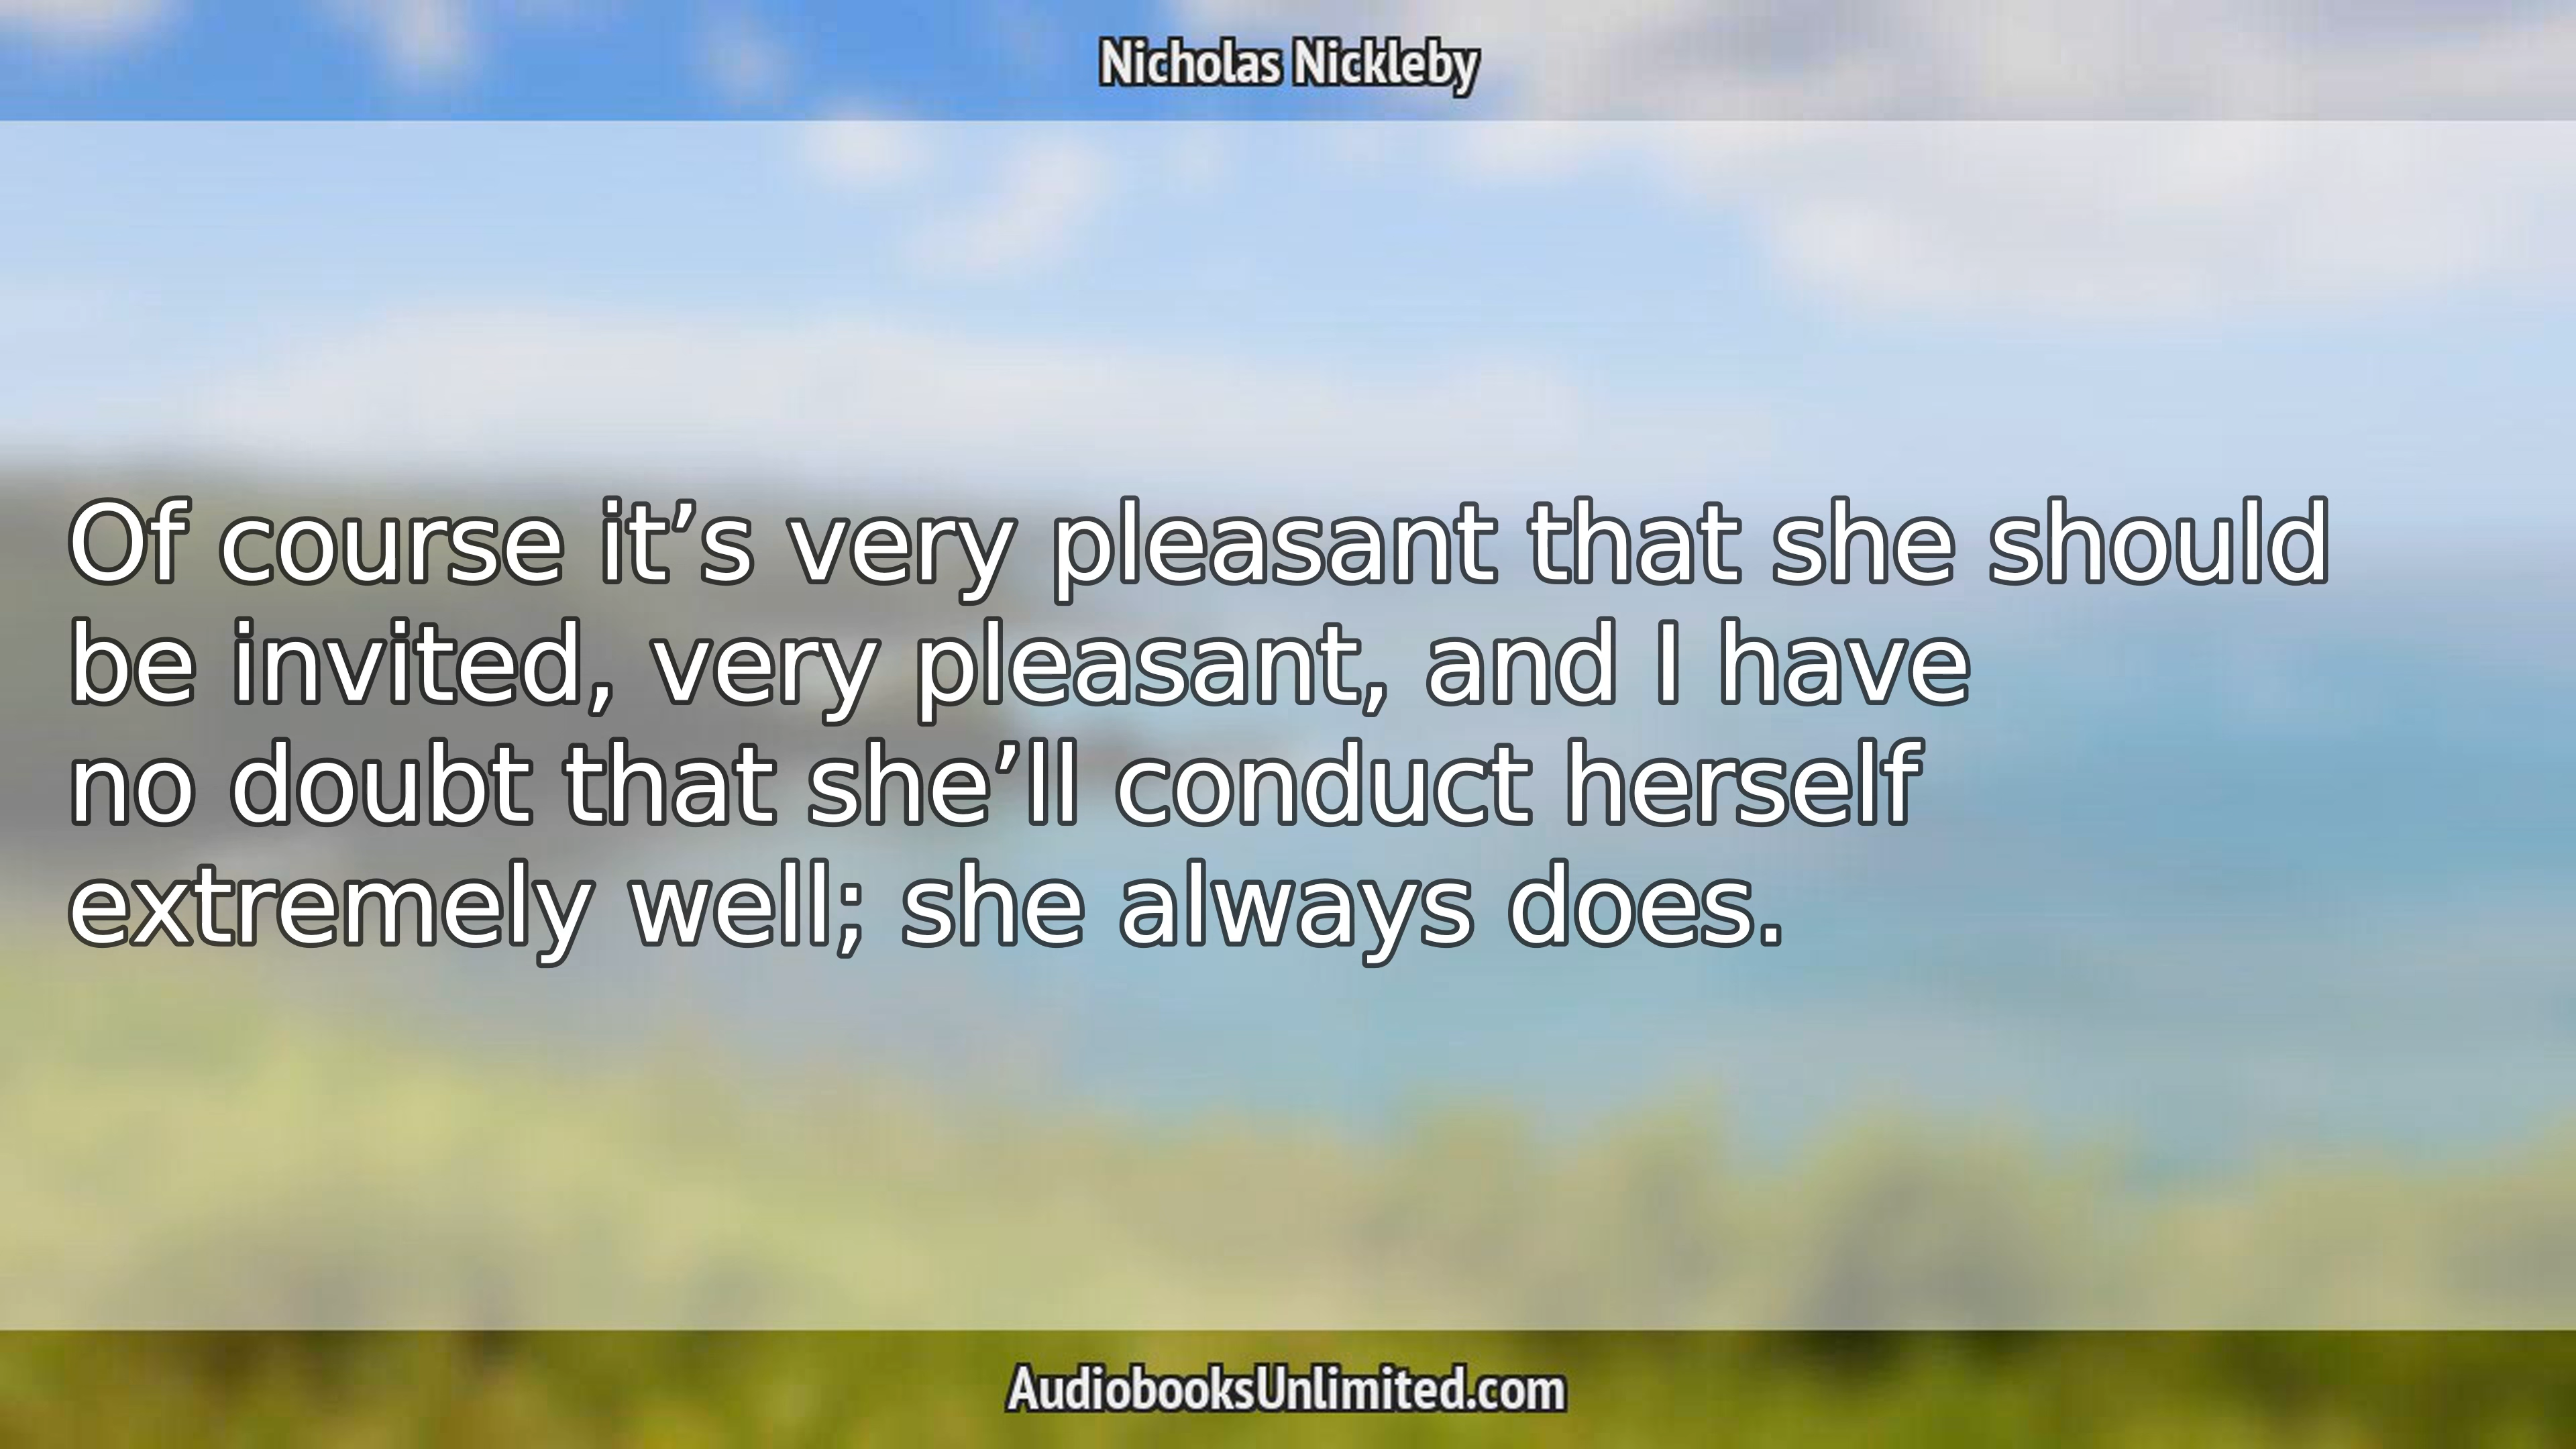 Nicholas Nickleby
Of course it’s very pleasant that she should
be invited, very pleasant, and I have
no doubt that she’ll conduct herself
extremely well; she always does.
AudiobooksUnlimited.com